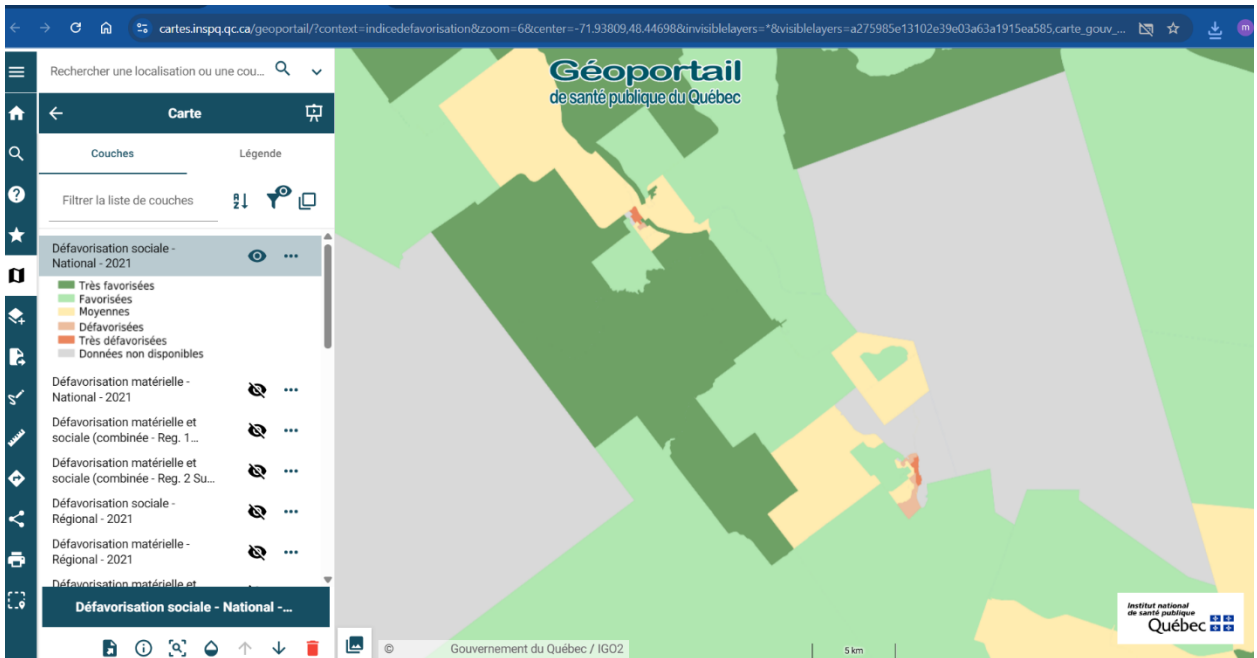 cartes.inspq.qc.ca/geoportail/?context=indicedefavorisation&zoom=6&center=-71.93809,48.44698&invisiblelayers=*&visiblelayers=a275985e13102e39e03a63a1915ea585,carte_gouv_...
m
Rechercher une localisation ou une cou...
Carte
Couches
Légende
Filtrer la liste de couches
Défavorisation sociale -
National - 2021
Très favorisées
Favorisées
Moyennes
Défavorisées
Très défavorisées
Données non disponibles
Défavorisation matérielle -
National - 2021
Défavorisation matérielle et
sociale (combinée - Reg. 1...
Défavorisation matérielle et
sociale (combinée - Reg. 2 Su...
Défavorisation sociale -
Régional - 2021
Défavorisation matérielle -
Régional - 2021
Défavorisation matérielle et
Défavorisation sociale - National -...
Géoportail
de santé publique du Québec
© Gouvernement du Québec / IGO2
5 km
Institut national
de santé publique
Québec